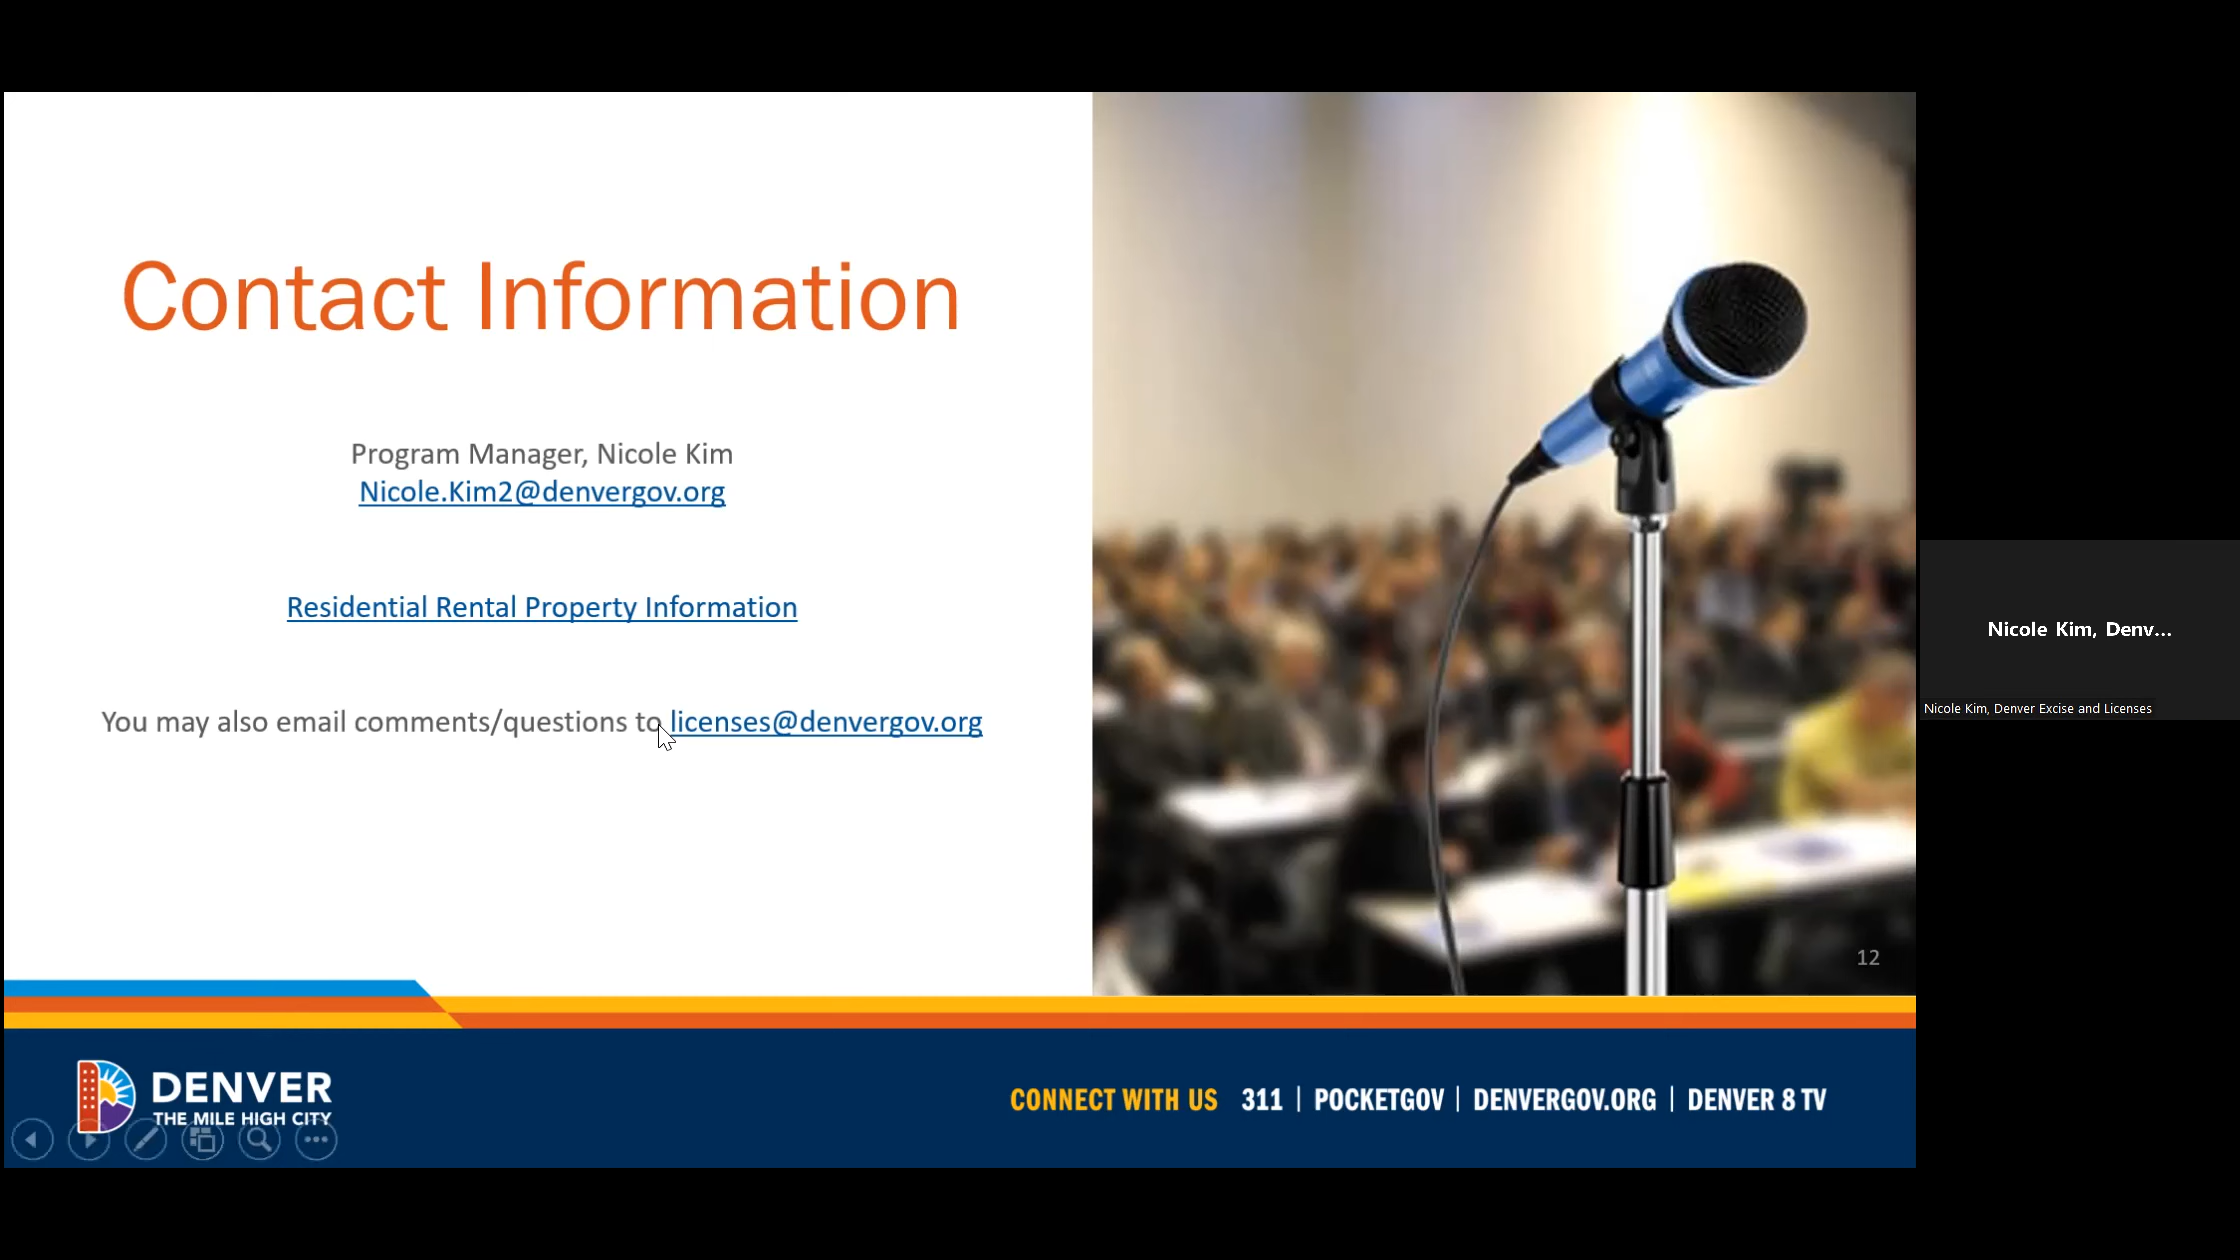 Contact Information
Program Manager, Nicole Kim
Nicole.Kim2@denvergov.org
Residential Rental Property Information
You may also email comments/questions to licenses@denvergov.org
12
Nicole Kim, Denv...
Nicole Kim, Denver Excise and Licenses
DENVER
THE MILE HIGH CITY
CONNECT WITH US 311 | POCKETGOV | DENVERGOV.ORG | DENVER 8 TV